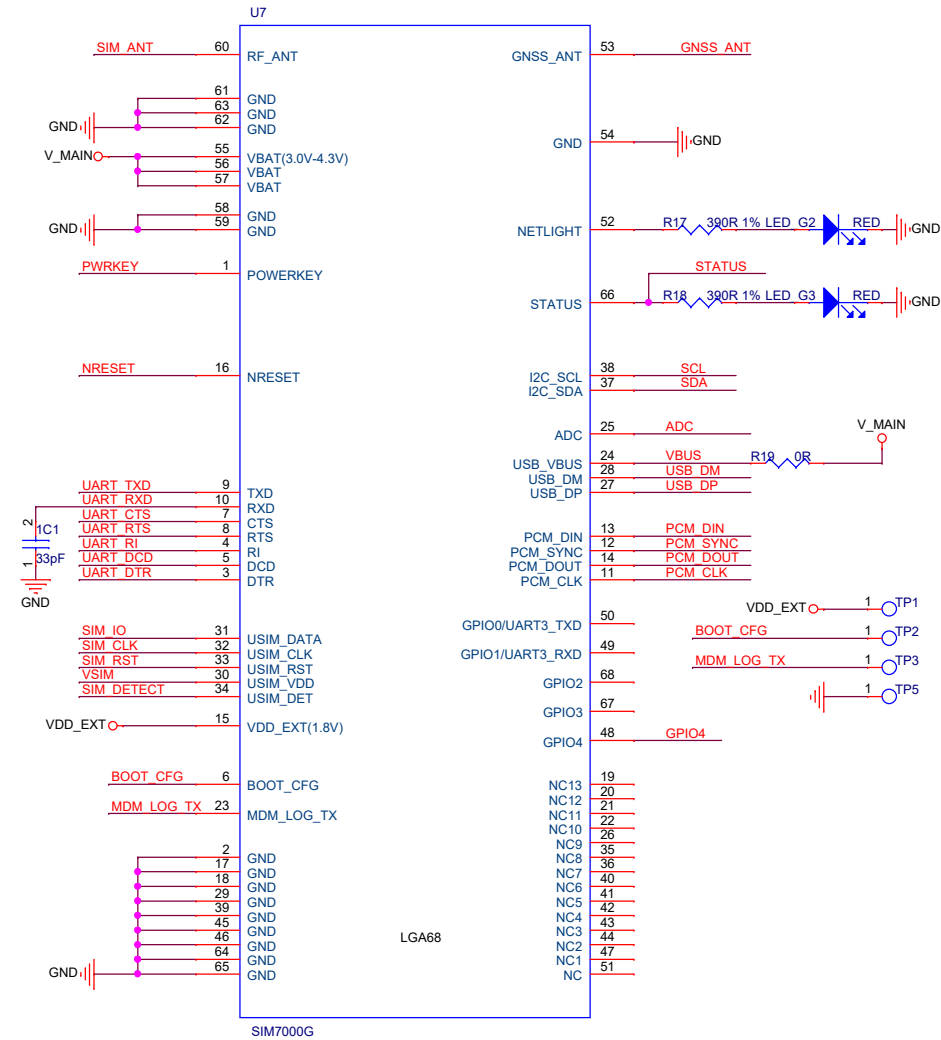 U7
SIM_ANT 60 RF_ANT GNSS_ANT 53 GNSS_ANT
61 GND
63 GND
GND 62 GND
GND 54 GND
V_MAIN 55 VBAT(3.0V-4.3V)
56 VBAT
57 VBAT
58 GND
GND 59 GND
NETLIGHT 52 R17 390R 1% LED_G2 RED GND
PWRKEY 1 POWERKEY
STATUS
STATUS 66 R18 390R 1% LED_G3 RED GND
NRESET 16 NRESET
I2C_SCL 38 SCL
I2C_SDA 37 SDA
ADC 25 ADC
V_MAIN
USB_VBUS 24 VBUS R19 0R
USB_DM 28 USB_DM
USB_DP 27 USB_DP
UART_TXD 9 TXD
UART_RXD 10 RXD
UART_CTS 7 CTS
UART_RTS 8 RTS
UART_RI 4 RI
UART_DCD 5 DCD
UART_DTR 3 DTR
2 1C1
1 33pF
GND
PCM_DIN 13 PCM_DIN
PCM_SYNC 12 PCM_SYNC
PCM_DOUT 14 PCM_DOUT
PCM_CLK 11 PCM_CLK
VDD_EXT 1 TP1
BOOT_CFG 1 TP2
MDM_LOG_TX 1 TP3
1 TP5
GPIO0/UART3_TXD 50
GPIO1/UART3_RXD 49
GPIO2 68
GPIO3 67
GPIO4 48 GPIO4
SIM_IO 31 USIM_DATA
SIM_CLK 32 USIM_CLK
SIM_RST 33 USIM_RST
VSIM 30 USIM_VDD
SIM_DETECT 34 USIM_DET
VDD_EXT 15 VDD_EXT(1.8V)
BOOT_CFG 6 BOOT_CFG
MDM_LOG_TX 23 MDM_LOG_TX
NC13 19
NC12 20
NC11 21
NC10 22
NC9 26
NC8 35
NC7 36
NC6 40
NC5 41
NC4 42
NC3 43
NC2 44
NC1 47
NC 51
2 GND
17 GND
18 GND
29 GND
39 GND
45 GND
46 GND
64 GND
GND 65 GND
LGA68
SIM7000G